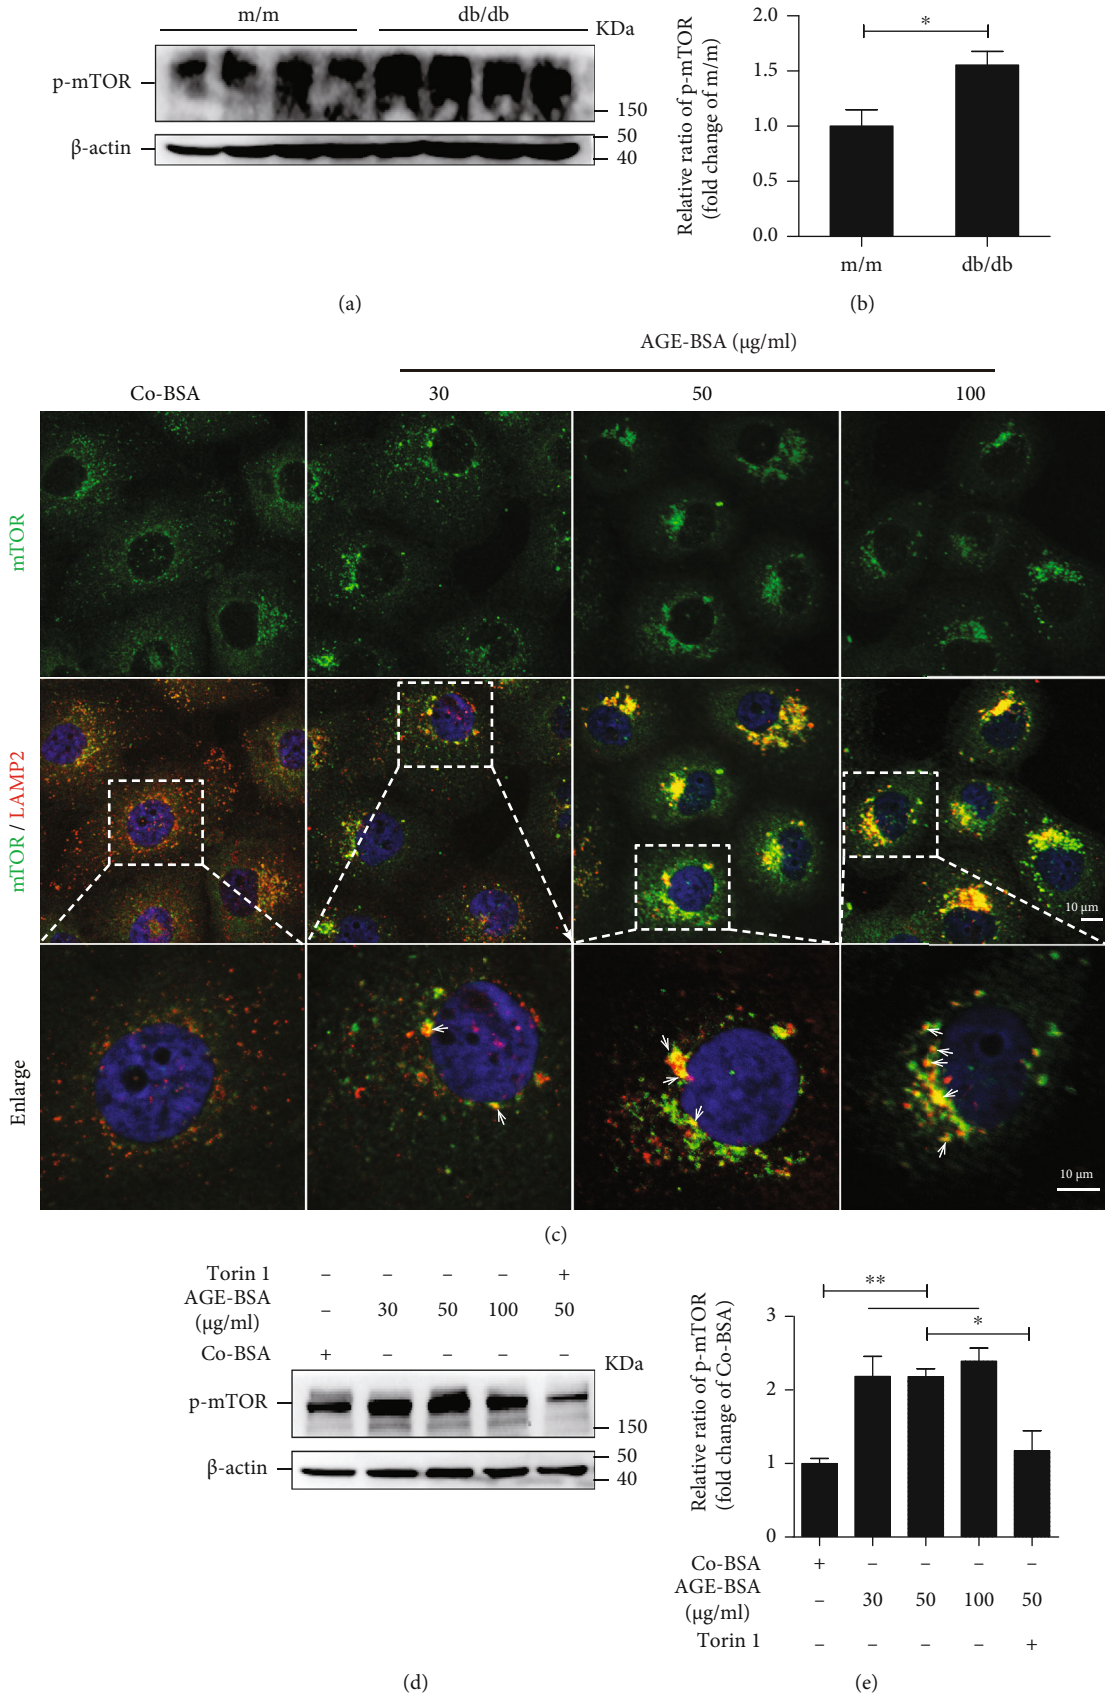 m/m db/db KDa
p-mTOR
150
β-actin
50
40
(a)
2.0
1.5
1.0
0.5
0.0
Relative ratio of p-mTOR
(fold change of m/m)
*
m/m db/db
(b)
AGE-BSA (μg/ml)
Co-BSA 30 50 100
mTOR
mTOR / LAMP2
10 μm
Enlarge
10 μm
(c)
Torin 1 – – – – +
AGE-BSA
(μg/ml) – 30 50 100 50
Co-BSA + – – – –
KDa
p-mTOR
150
β-actin
50
40
(d)
Relative ratio of p-mTOR
(fold change of Co-BSA)
3
2
1
0
**
*
Co-BSA + – – – –
AGE-BSA
(μg/ml) – 30 50 100 50
Torin 1 – – – – +
(e)